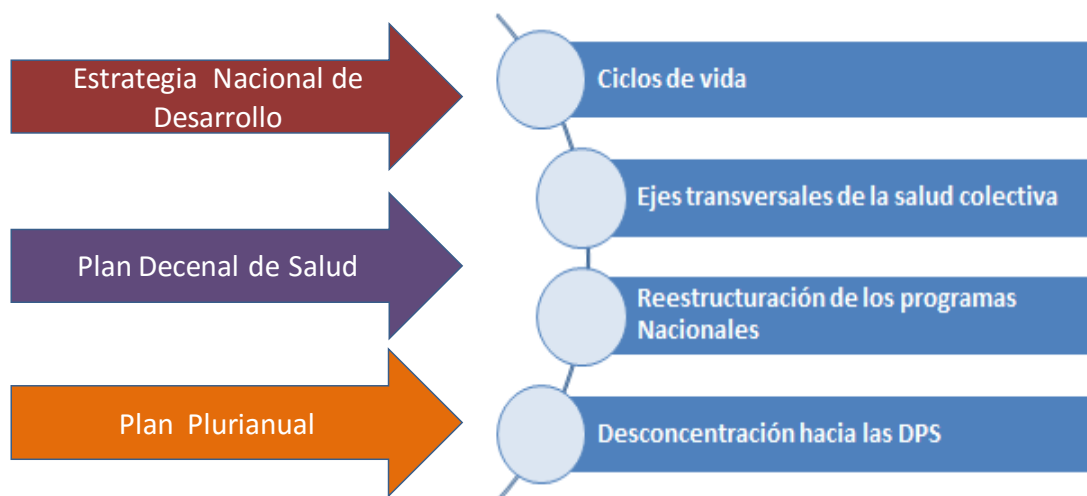 Estrategia Nacional de
Desarrollo
Plan Decenal de Salud
Plan Plurianual
Ciclos de vida
Ejes transversales de la salud colectiva
Reestructuración de los programas
Nacionales
Desconcentración hacia las DPS